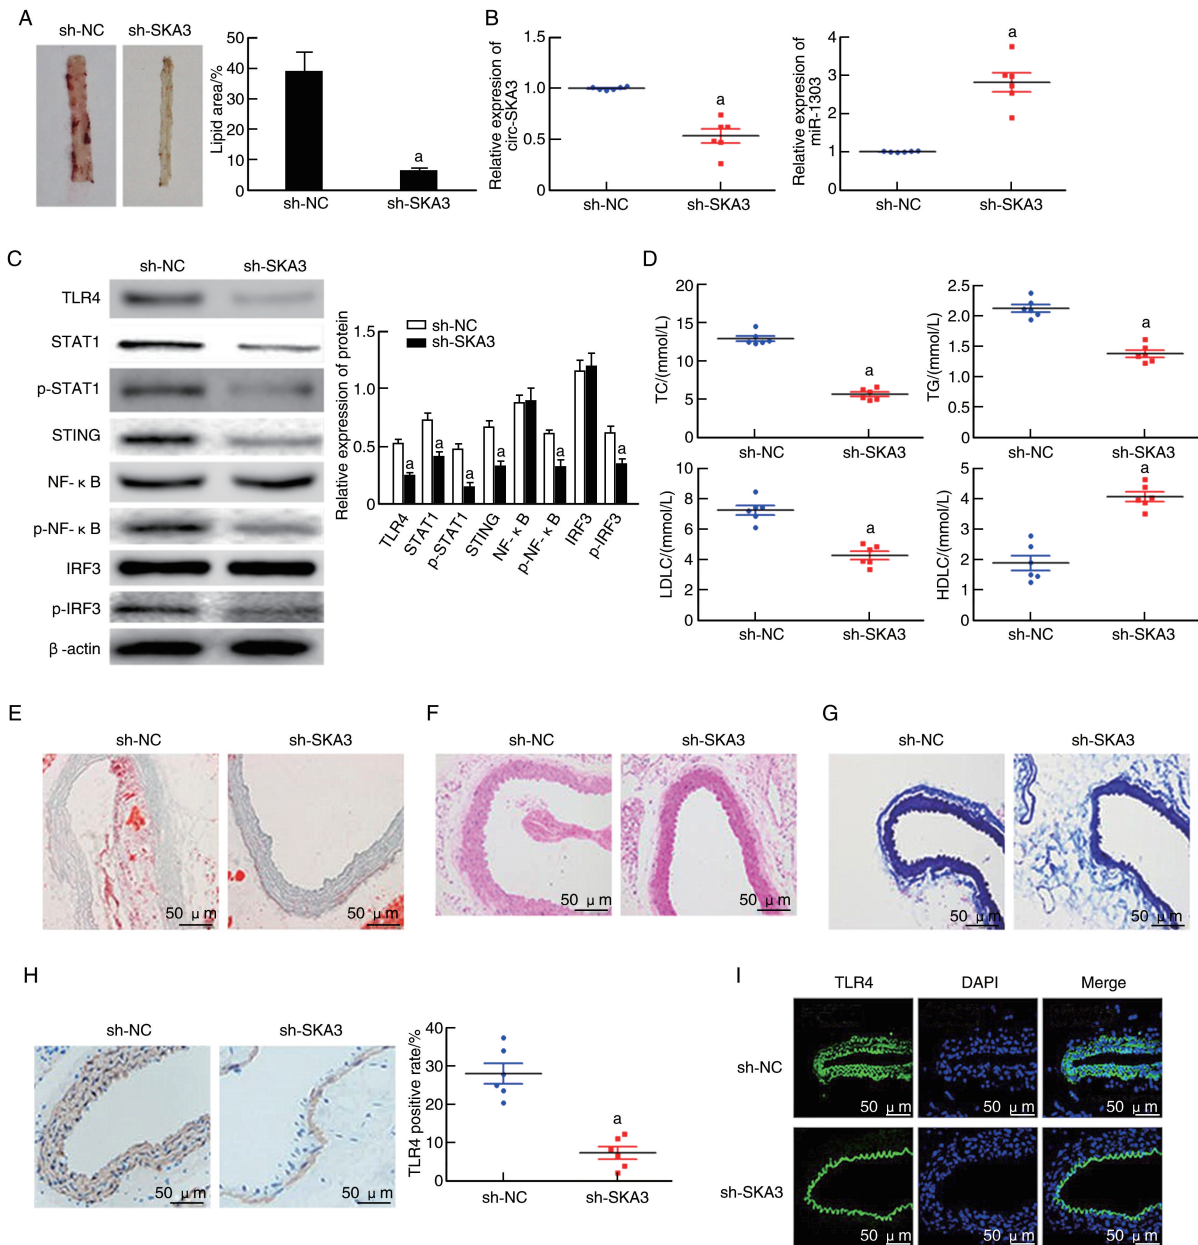 A
sh-NC
sh-SKA3
Lipid area/%
50
40
30
20
10
0
a
sh-NC
sh-SKA3
B
Relative expression of
circ-SKA3
1.5
1.0
0.5
0
a
sh-NC
sh-SKA3
Relative expression of
miR-1303
4
3
2
1
0
a
sh-NC
sh-SKA3
C
sh-NC
sh-SKA3
TLR4
STAT1
p-STAT1
STING
NF-κB
p-NF-κB
IRF3
p-IRF3
β-actin
Relative expression of protein
1.5
1.0
0.5
0
sh-NC
sh-SKA3
a
a
a
a
a
a
TLR4
STAT1
p-STAT1
STING
NF-κB
p-NF-κB
IRF3
p-IRF3
D
TC/(mmol/L)
20
15
10
5
0
a
sh-NC
sh-SKA3
TG/(mmol/L)
2.5
2.0
1.5
1.0
0.5
0
a
sh-NC
sh-SKA3
LDLC/(mmol/L)
8
6
4
2
0
a
sh-NC
sh-SKA3
HDLC/(mmol/L)
5
4
3
2
1
0
a
sh-NC
sh-SKA3
E
sh-NC
sh-SKA3
50 μm
50 μm
F
sh-NC
sh-SKA3
50 μm
50 μm
G
sh-NC
sh-SKA3
50 μm
50 μm
H
sh-NC
sh-SKA3
50 μm
50 μm
TLR4 positive rate/%
40
30
20
10
0
a
sh-NC
sh-SKA3
I
TLR4
DAPI
Merge
sh-NC
50 μm
50 μm
50 μm
sh-SKA3
50 μm
50 μm
50 μm